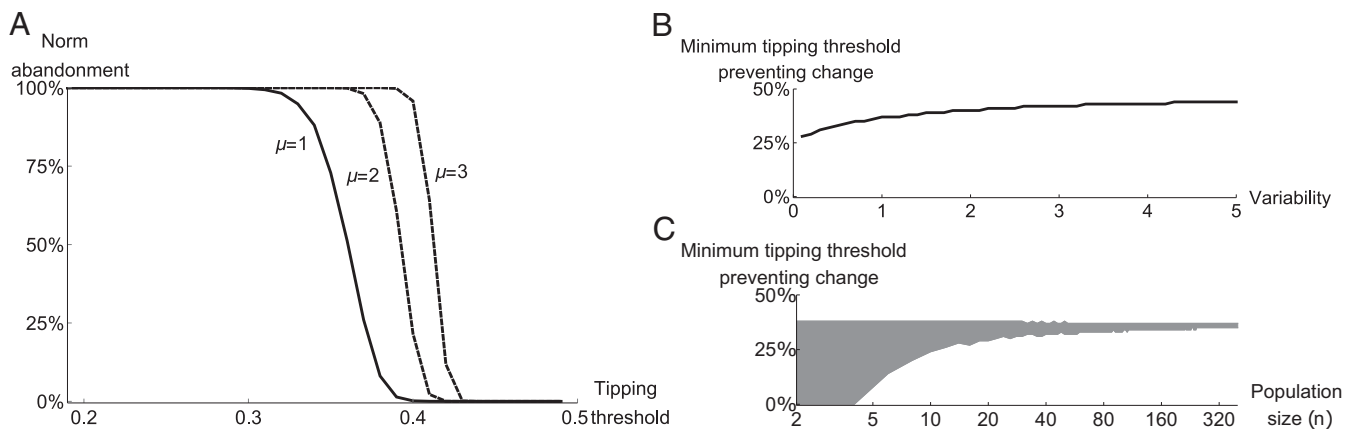 A
Norm
abandonment
100%
75%
50%
25%
0%
μ=1
μ=2
μ=3
0.2
0.3
0.4
0.5
Tipping
threshold
B
Minimum tipping threshold
preventing change
50%
25%
0%
0
1
2
3
4
5
Variability
C
Minimum tipping threshold
preventing change
50%
25%
0%
2
5
10
20
40
80
160
320
Population
size (n)